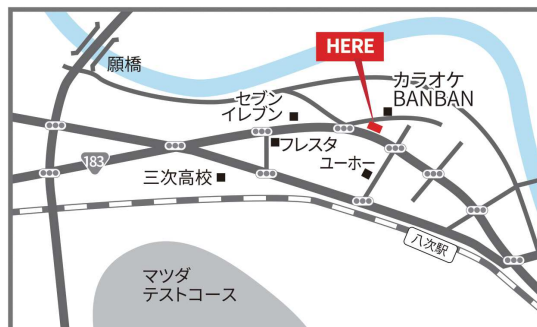 HERE
願橋
カラオケ
BANBAN
セブン
イレブン
フレスタ
ユーホー
183
三次高校
八次駅
マツダ
テストコース